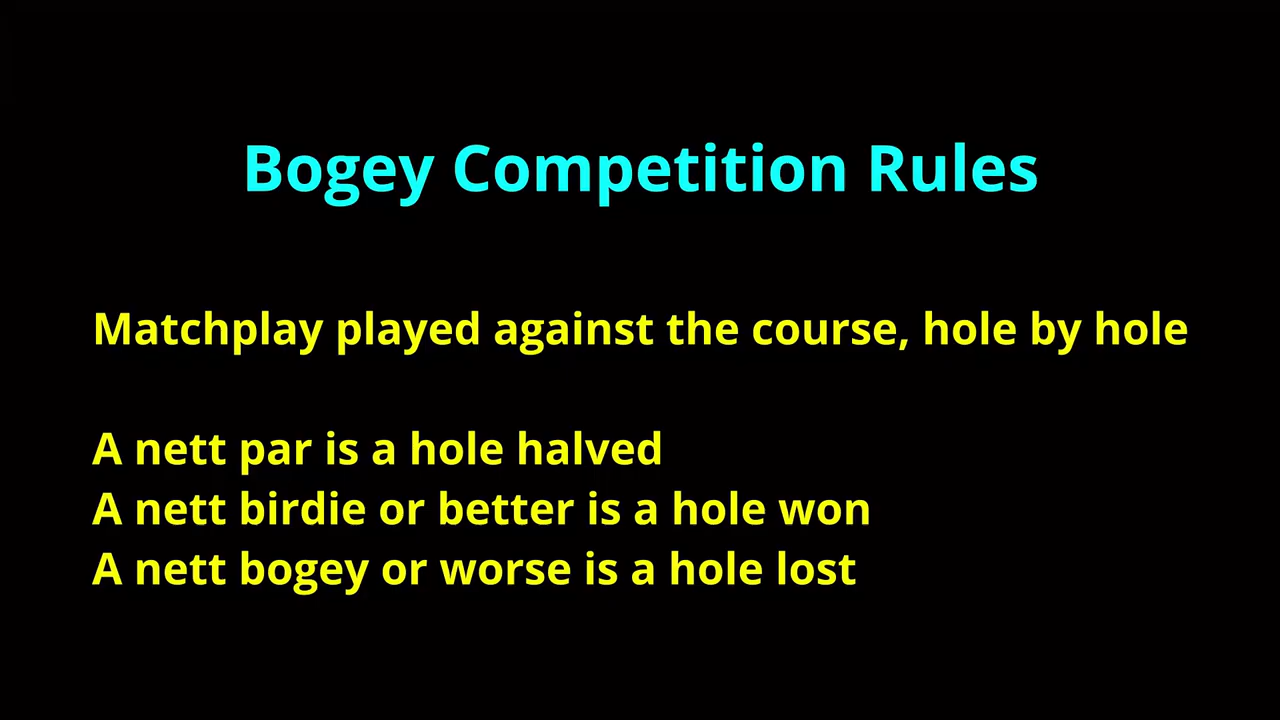 Bogey Competition Rules
Matchplay played against the course, hole by hole
A nett par is a hole halved
A nett birdie or better is a hole won
A nett bogey or worse is a hole lost